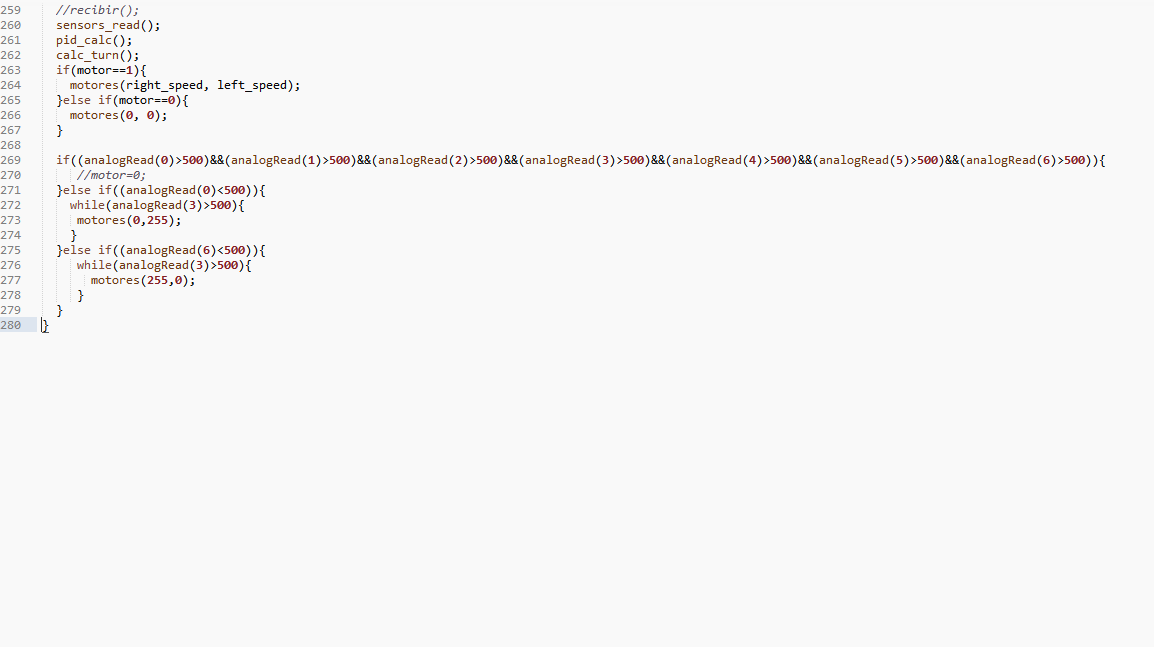 259 //recibir();
260 sensors_read();
261 pid_calc();
262 calc_turn();
263 if(motor==1){
264 motores(right_speed, left_speed);
265 }else if(motor==0){
266 motores(0, 0);
267 }
268
269 if((analogRead(0)>500)&&(analogRead(1)>500)&&(analogRead(2)>500)&&(analogRead(3)>500)&&(analogRead(4)>500)&&(analogRead(5)>500)&&(analogRead(6)>500)){
270 //motor=0;
271 }else if((analogRead(0)<500)){
272 while(analogRead(3)>500){
273 motores(0,255);
274 }
275 }else if((analogRead(6)<500)){
276 while(analogRead(3)>500){
277 motores(255,0);
278 }
279 }
280 }